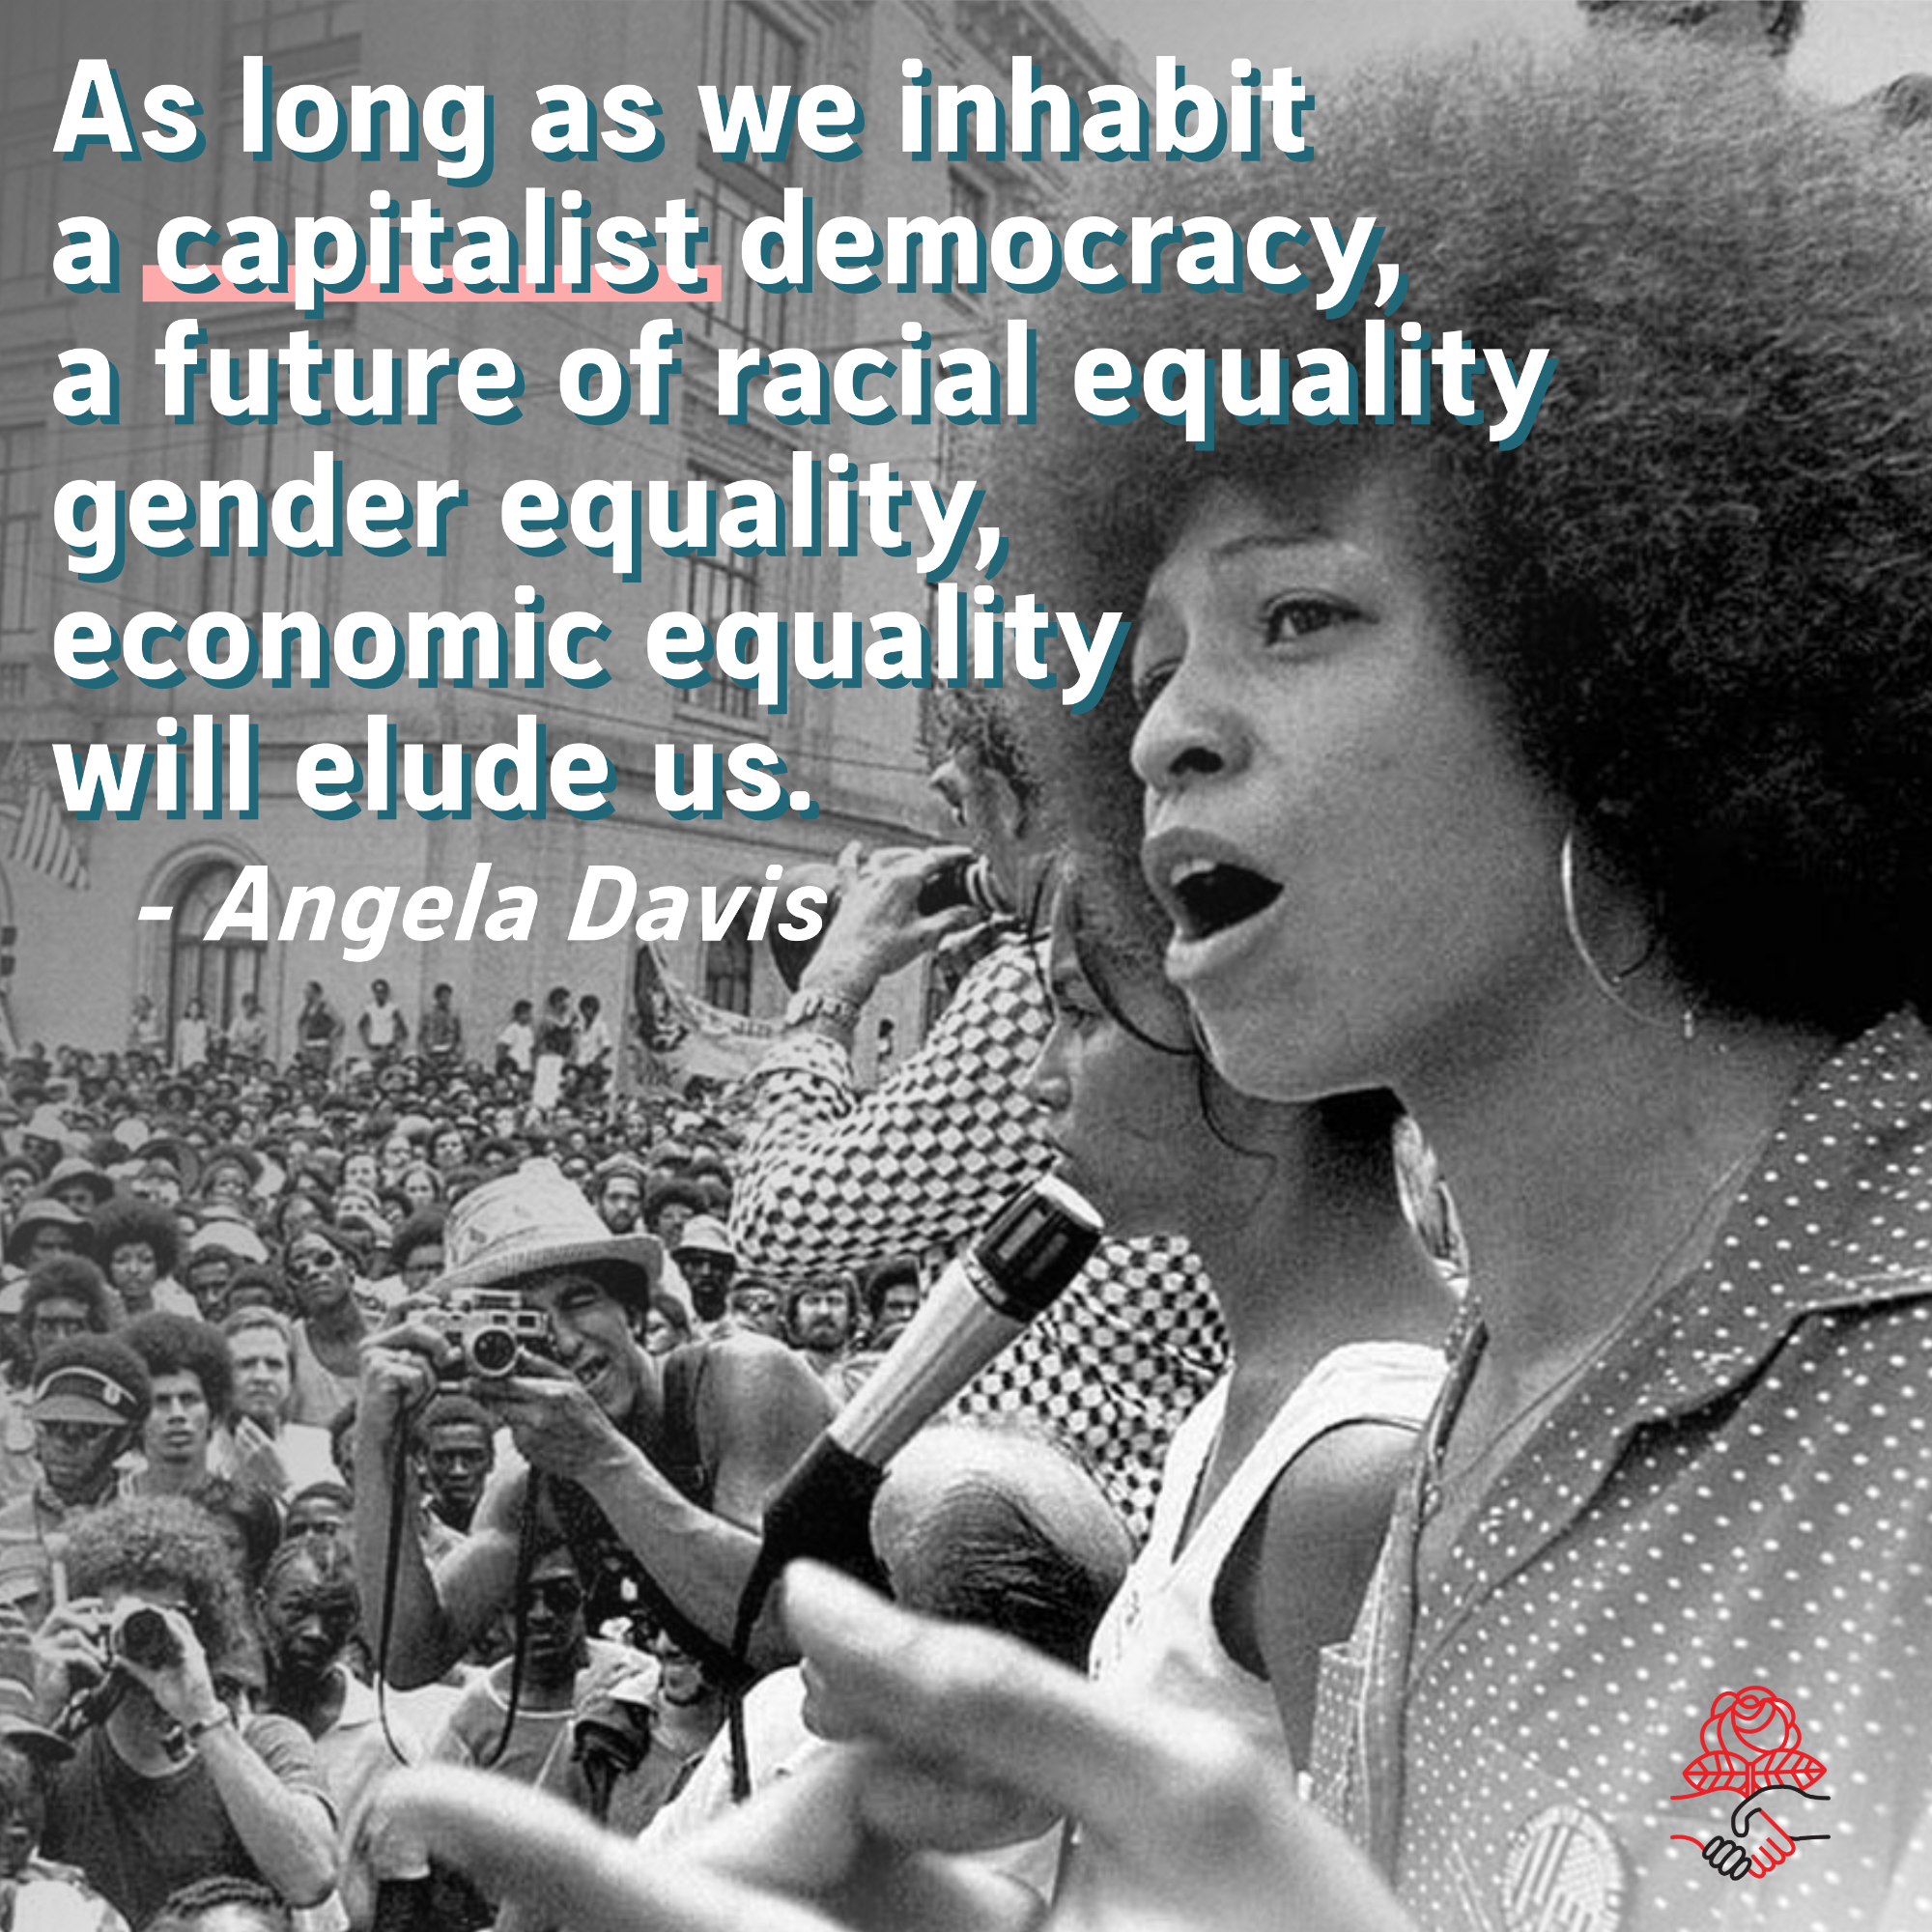 As long as we inhabit
a capitalist democracy,
a future of racial equality
gender equality,
economic equality
will elude us.
- Angela Davis